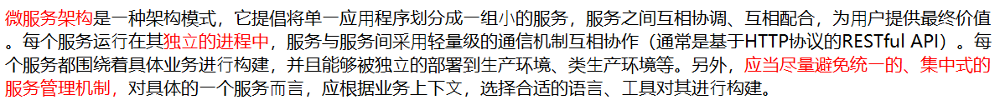 微服务架构是一种架构模式，它提倡将单一应用程序划分成一组小的服务，服务之间互相协调、互相配合，为用户提供最终价值
。每个服务运行在其独立的进程中，服务与服务间采用轻量级的通信机制互相协作（通常是基于HTTP协议的RESTful API）。每
个服务都围绕着具体业务进行构建，并且能够被独立的部署到生产环境、类生产环境等。另外，应当尽量避免统一的、集中式的
服务管理机制，对具体的一个服务而言，应根据业务上下文，选择合适的语言、工具对其进行构建。